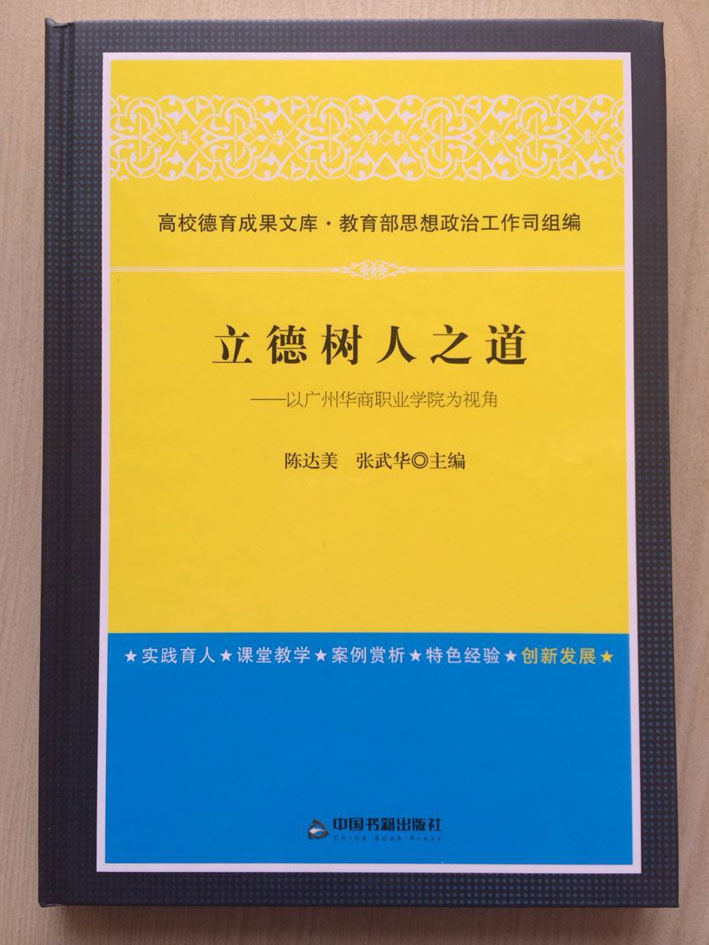 高校德育成果文库·教育部思想政治工作司组编
立德树人之道
——以广州华商职业学院为视角
陈达美 张武华◎主编
★实践育人★课堂教学★案例赏析★特色经验★创新发展★
中国书籍出版社
China Book Press